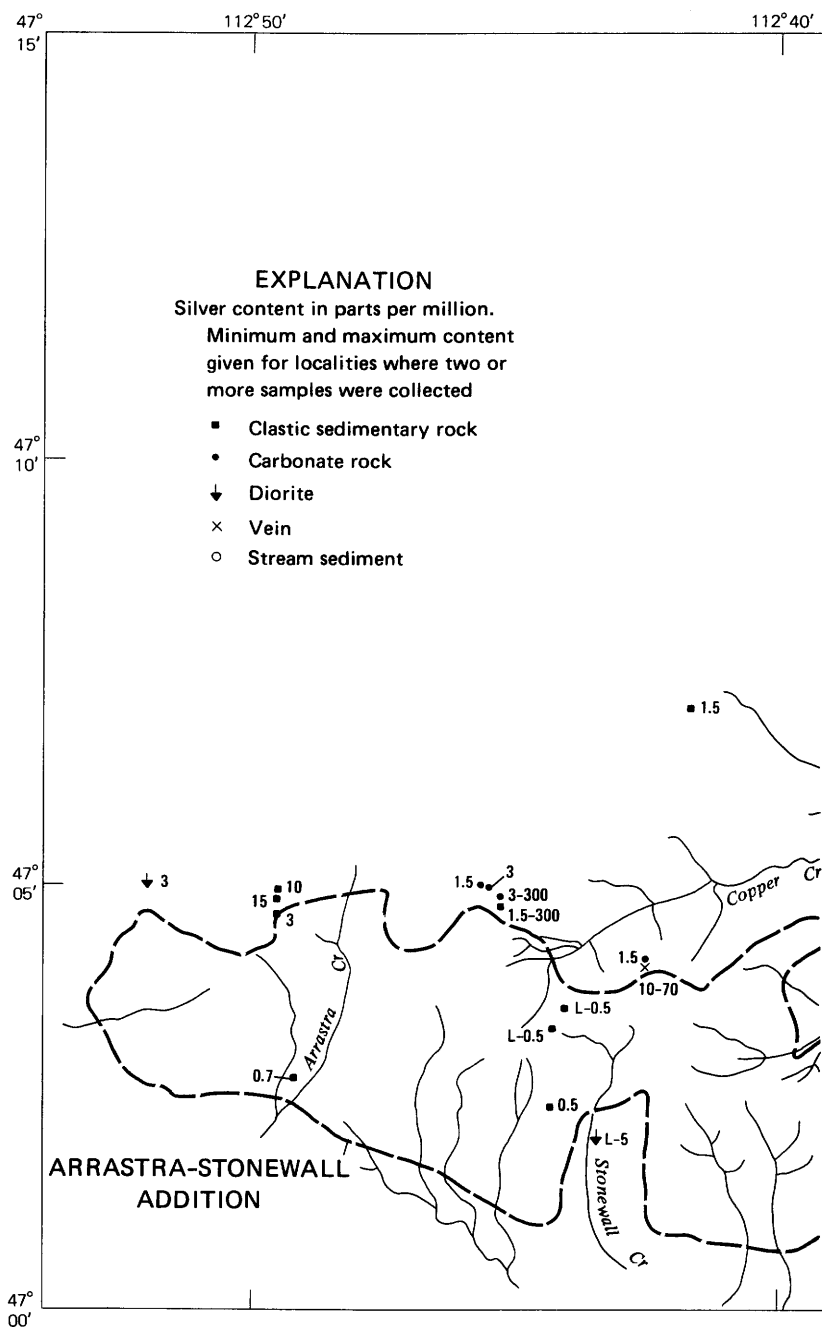 47°
15'
112°50'
112°40'
EXPLANATION
Silver content in parts per million.
Minimum and maximum content
given for localities where two or
more samples were collected
Clastic sedimentary rock
Carbonate rock
Diorite
Vein
Stream sediment
47°
10'
1.5
47°
05'
3
10
15
3
1.5
3
3-300
1.5-300
Copper Cr
1.5
10-70
Arrastra Cr
L-0.5
L-0.5
0.7
0.5
L-5
ARRASTRA-STONEWALL
ADDITION
Stonewall Cr
47°
00'